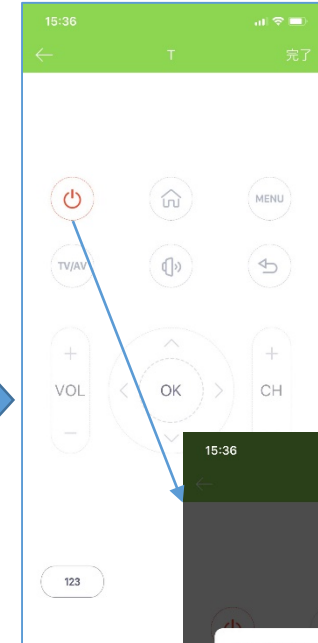 15:36
T 完了
MENU
TV/AV
+ +
VOL OK CH
−
15:36
123